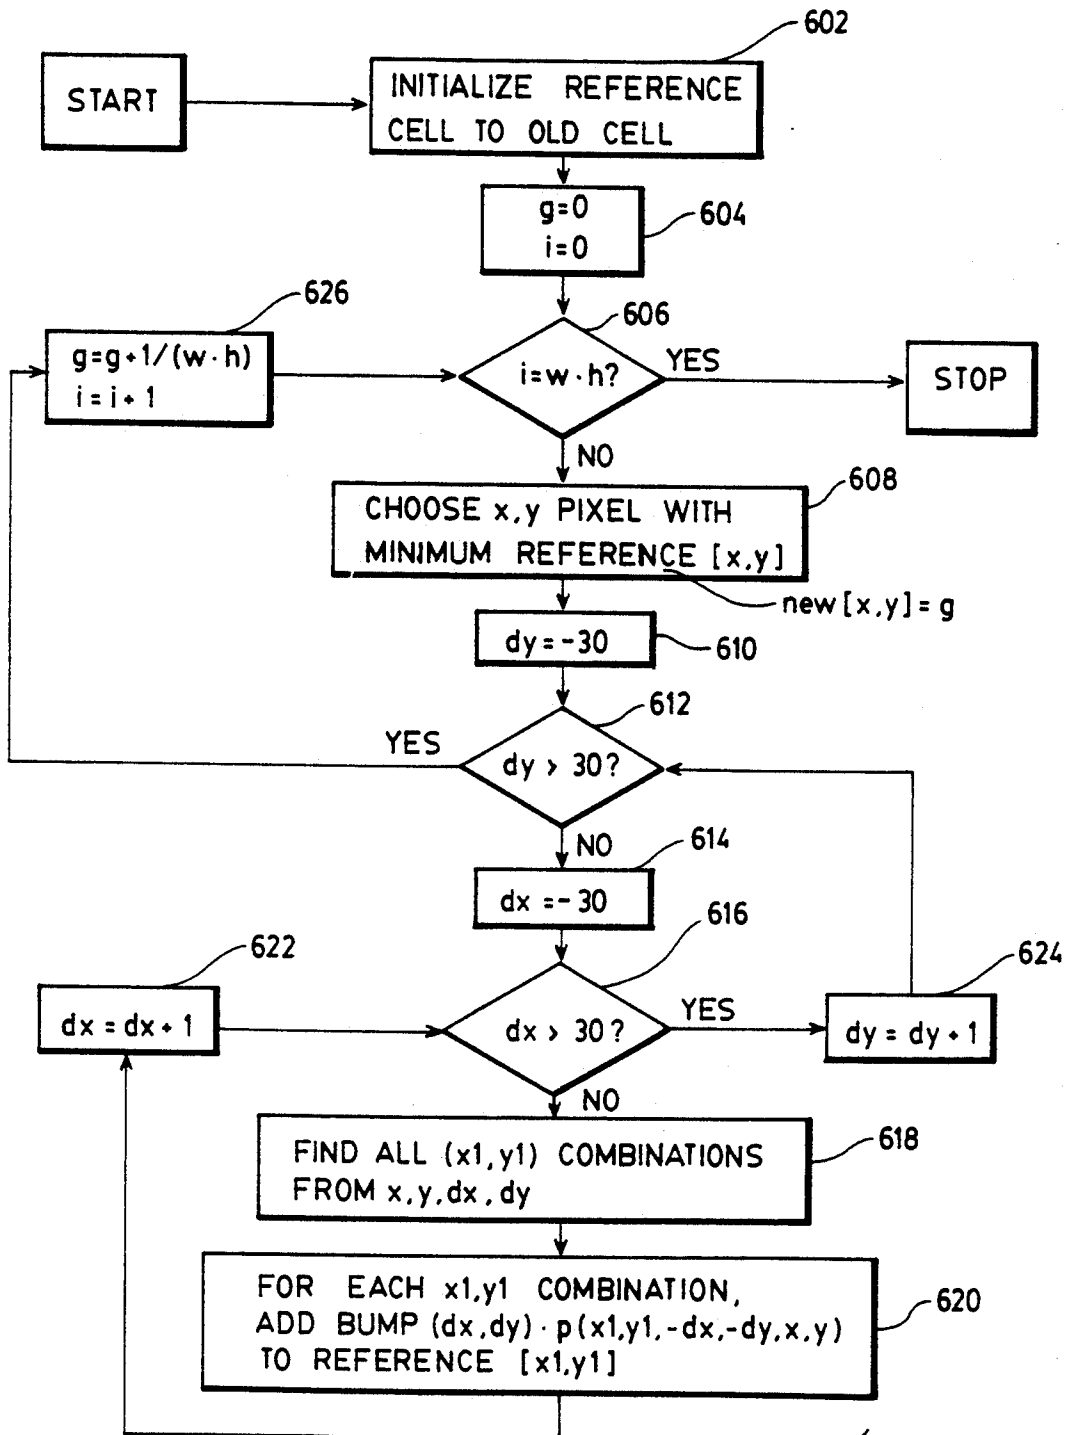 602
START
INITIALIZE REFERENCE
CELL TO OLD CELL
g=0
i=0
604
626
606
g=g+1/(w·h)
i=i+1
i=w·h?
YES
STOP
NO
608
CHOOSE x,y PIXEL WITH
MINIMUM REFERENCE [x,y]
new[x,y]=g
dy=-30
610
612
YES
dy > 30?
NO
614
dx =-30
616
622
624
dx = dx + 1
dx > 30?
YES
dy = dy + 1
NO
618
FIND ALL (x1,y1) COMBINATIONS
FROM x,y,dx,dy
620
FOR EACH x1,y1 COMBINATION,
ADD BUMP (dx,dy)·p(x1,y1,-dx,-dy,x,y)
TO REFERENCE [x1,y1]